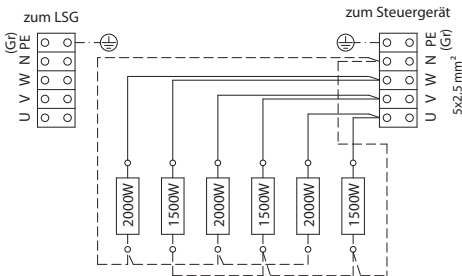 zum LSG
zum Steuergerät
(Gr)
PE
N
W
V
U
PE
(Gr)
N
W
V
U
5x2,5 mm²
2000W
1500W
2000W
1500W
2000W
1500W